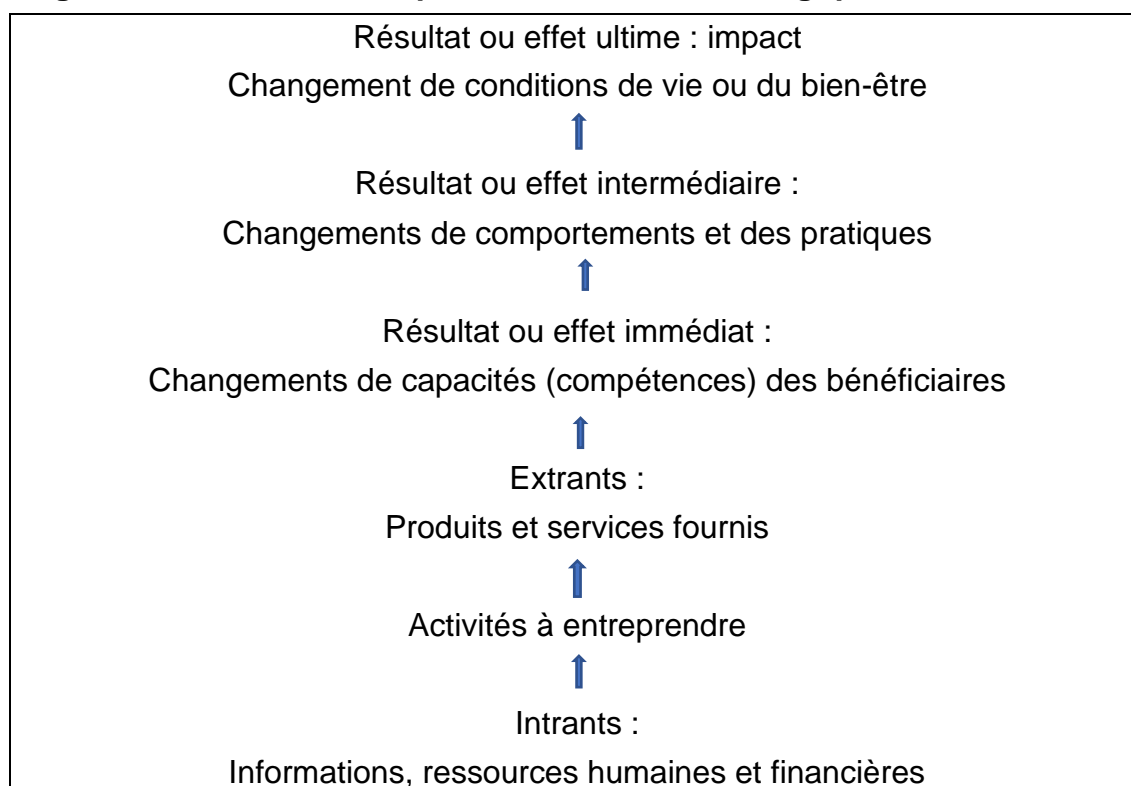 Résultat ou effet ultime : impact
Changement de conditions de vie ou du bien-être
Résultat ou effet intermédiaire :
Changements de comportements et des pratiques
Résultat ou effet immédiat :
Changements de capacités (compétences) des bénéficiaires
Extrants :
Produits et services fournis
Activités à entreprendre
Intrants :
Informations, ressources humaines et financières